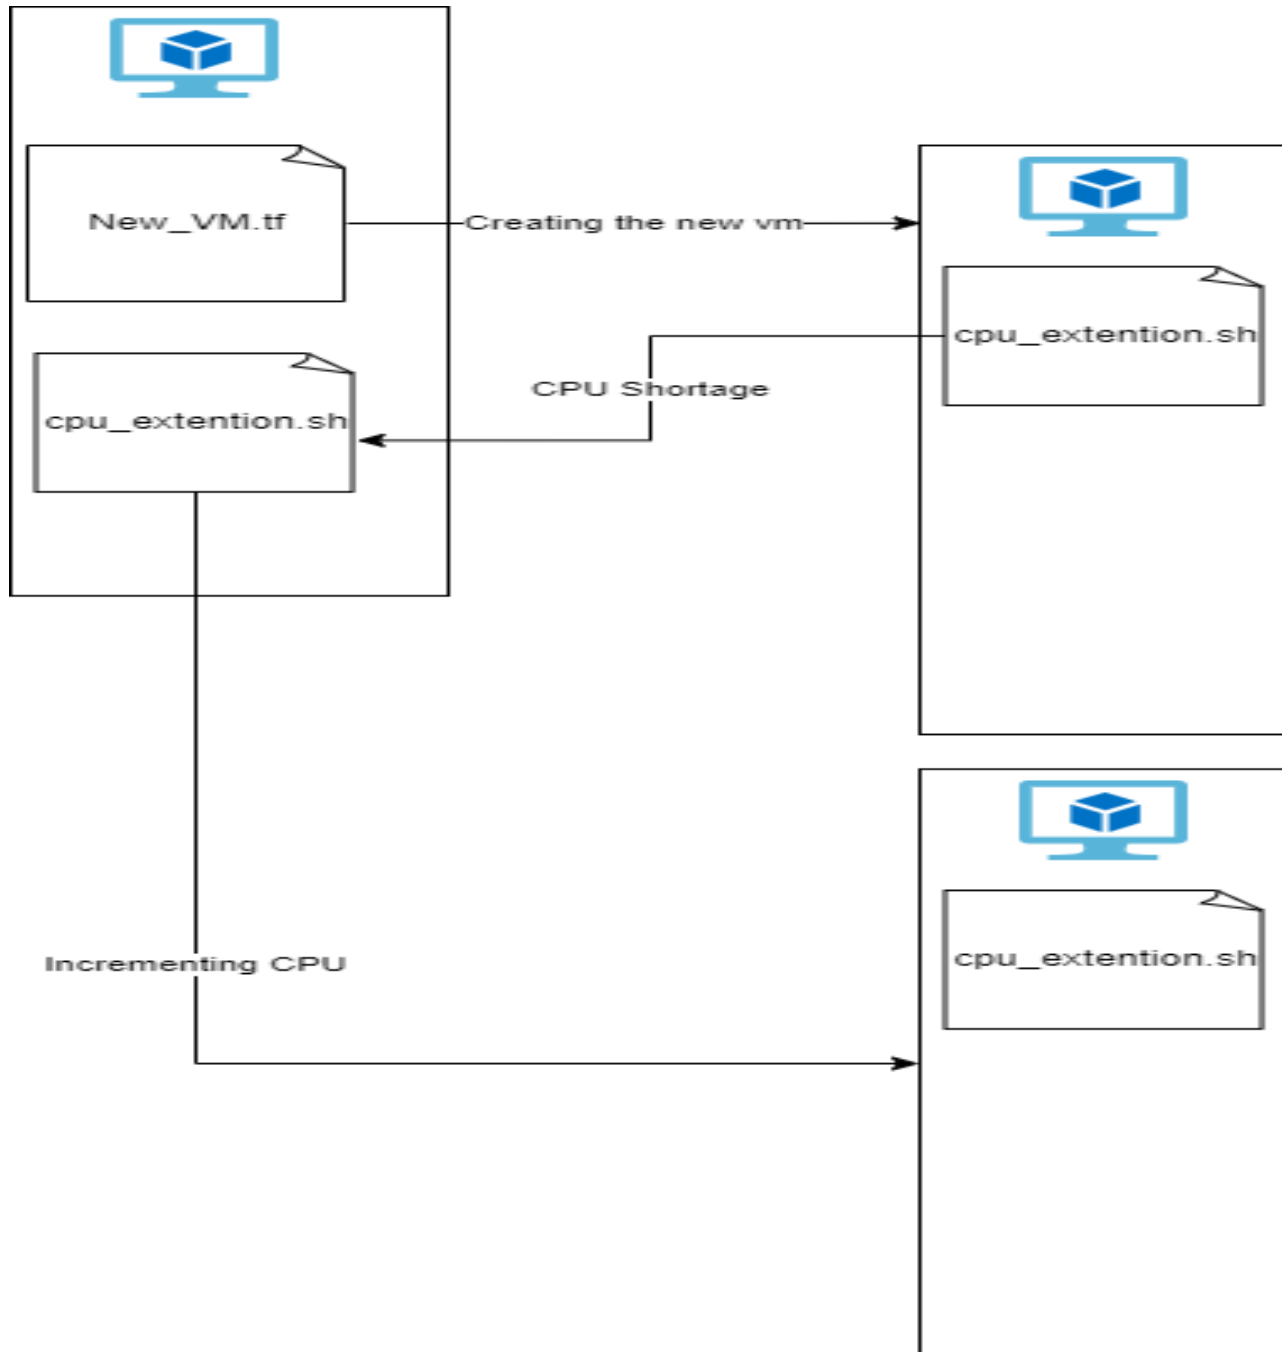 New_VM.tf
Creating the new vm
cpu_extention.sh
CPU Shortage
cpu_extention.sh
Incrementing CPU
cpu_extention.sh